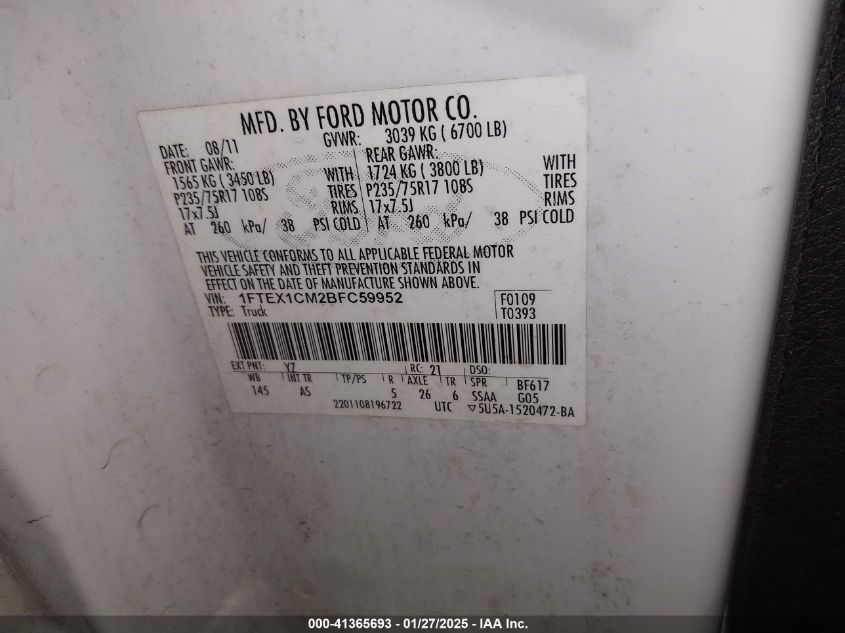 MFD. BY FORD MOTOR CO.
DATE: 08/11 GVWR: 3039 KG ( 6700 LB)
FRONT GAWR: REAR GAWR:
1565 KG ( 3450 LB) WITH 1724 KG ( 3800 LB) WITH
P235/75R17 108S TIRES P235/75R17 108S TIRES
17x7.5J RIMS 17x7.5J RIMS
AT 260 kPa/ 38 PSI COLD AT 260 kPa/ 38 PSI COLD
THIS VEHICLE CONFORMS TO ALL APPLICABLE FEDERAL MOTOR
VEHICLE SAFETY AND THEFT PREVENTION STANDARDS IN
EFFECT ON THE DATE OF MANUFACTURE SHOWN ABOVE.
VIN: 1FTEX1CM2BFC59952 F0109
TYPE: Truck T0393
EXT PNT: YZ RC: 21 DSO:
WB INT TR TP/PS R AXLE TR SPR BF617
145 AS 5 26 6 SSAA G05
2201108196722 UTC ▽5U5A-1520472-BA
000-41365693 | 01/27/2025 - IAA Inc.